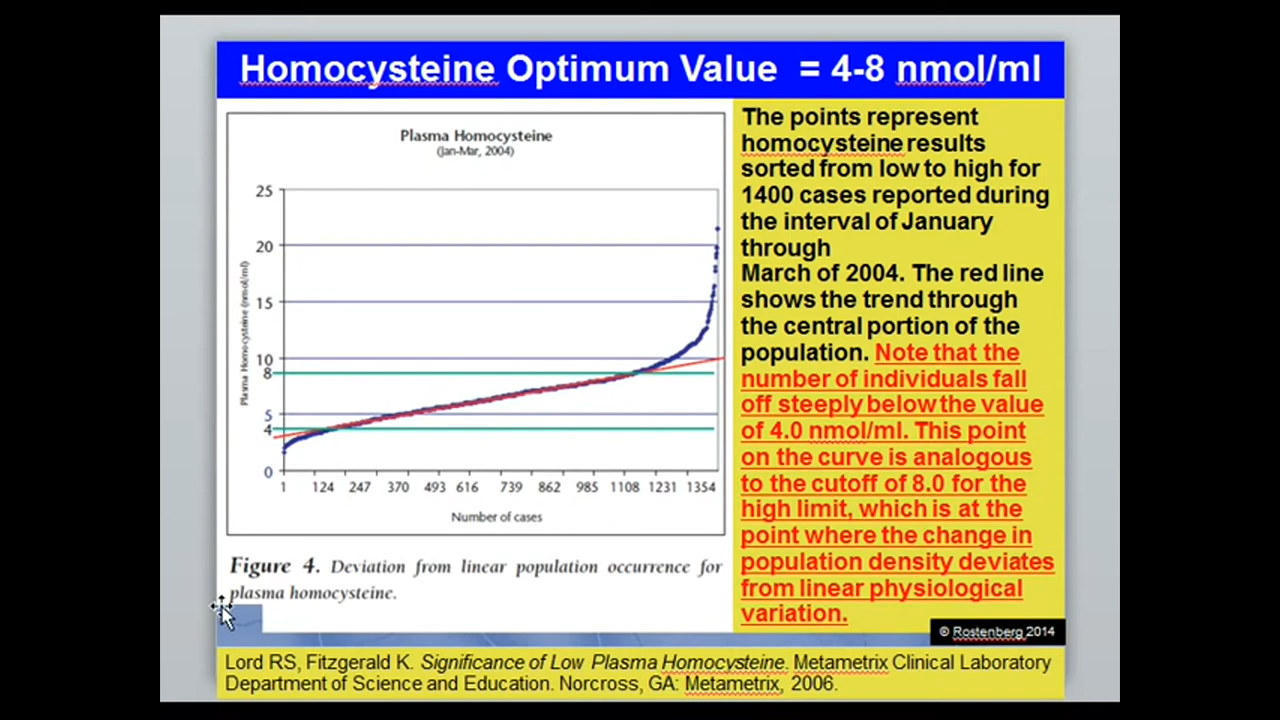 Homocysteine Optimum Value = 4-8 nmol/ml
Plasma Homocysteine
(Jan-Mar, 2004)
25
20
15
10
8
5
4
0
Plasma Homocysteine (nmol/ml)
1 124 247 370 493 616 739 862 985 1108 1231 1354
Number of cases
Figure 4. Deviation from linear population occurrence for
plasma homocysteine.
The points represent
homocysteine results
sorted from low to high for
1400 cases reported during
the interval of January
through
March of 2004. The red line
shows the trend through
the central portion of the
population. Note that the
number of individuals fall
off steeply below the value
of 4.0 nmol/ml. This point
on the curve is analogous
to the cutoff of 8.0 for the
high limit, which is at the
point where the change in
population density deviates
from linear physiological
variation.
© Rostenberg 2014
Lord RS, Fitzgerald K. Significance of Low Plasma Homocysteine. Metametrix Clinical Laboratory
Department of Science and Education. Norcross, GA: Metametrix, 2006.